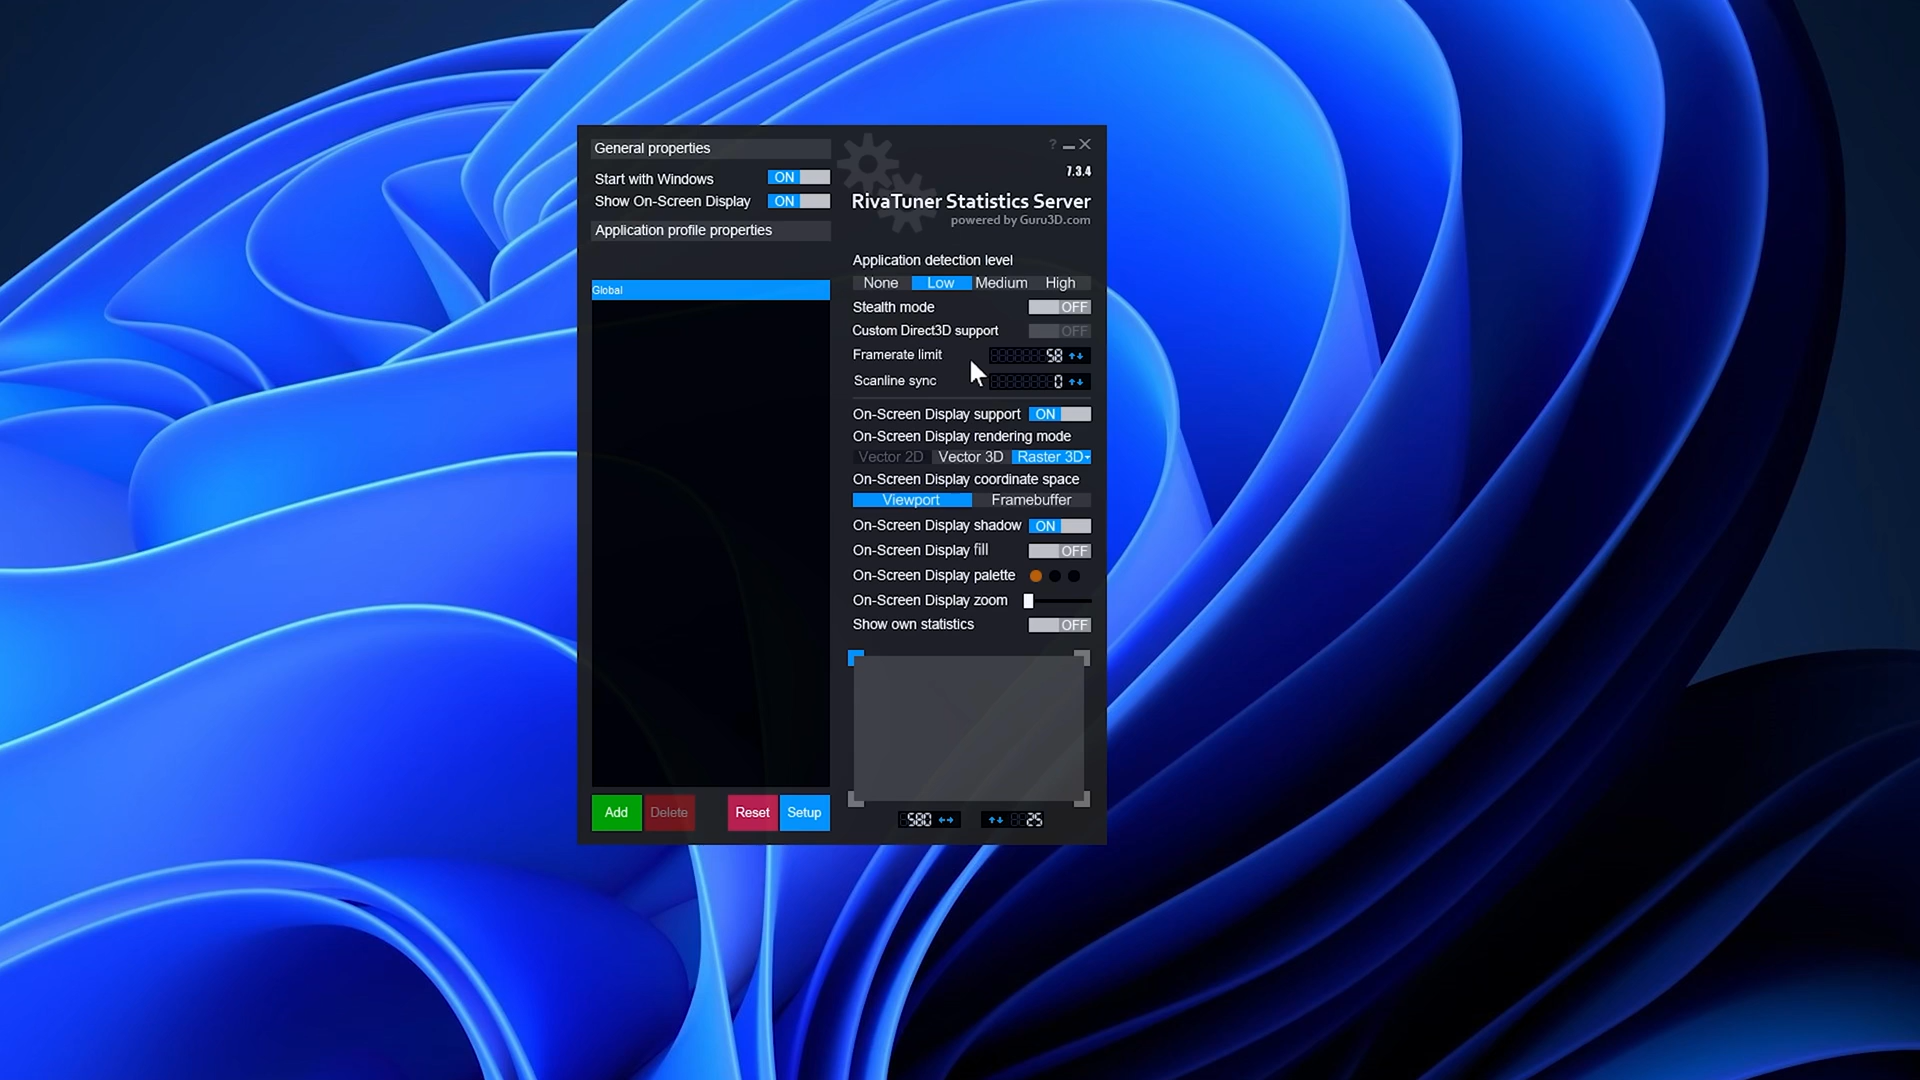 General properties
Start with Windows ON
Show On-Screen Display ON
Application profile properties
Global
Add Delete Reset Setup
?
7.3.4
RivaTuner Statistics Server
powered by Guru3D.com
Application detection level
None Low Medium High
Stealth mode OFF
Custom Direct3D support OFF
Framerate limit 58
Scanline sync 0
On-Screen Display support ON
On-Screen Display rendering mode
Vector 2D Vector 3D Raster 3D
On-Screen Display coordinate space
Viewport Framebuffer
On-Screen Display shadow ON
On-Screen Display fill OFF
On-Screen Display palette
On-Screen Display zoom
Show own statistics OFF
580 25